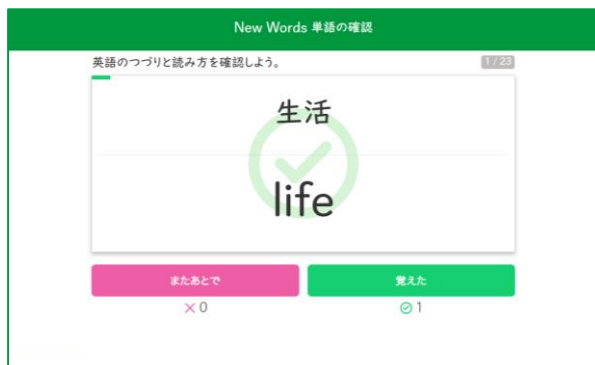 New Words 単語の確認
英語のつづりと読み方を確認しよう。
1 / 23
生活
life
またあとで
覚えた
0
1